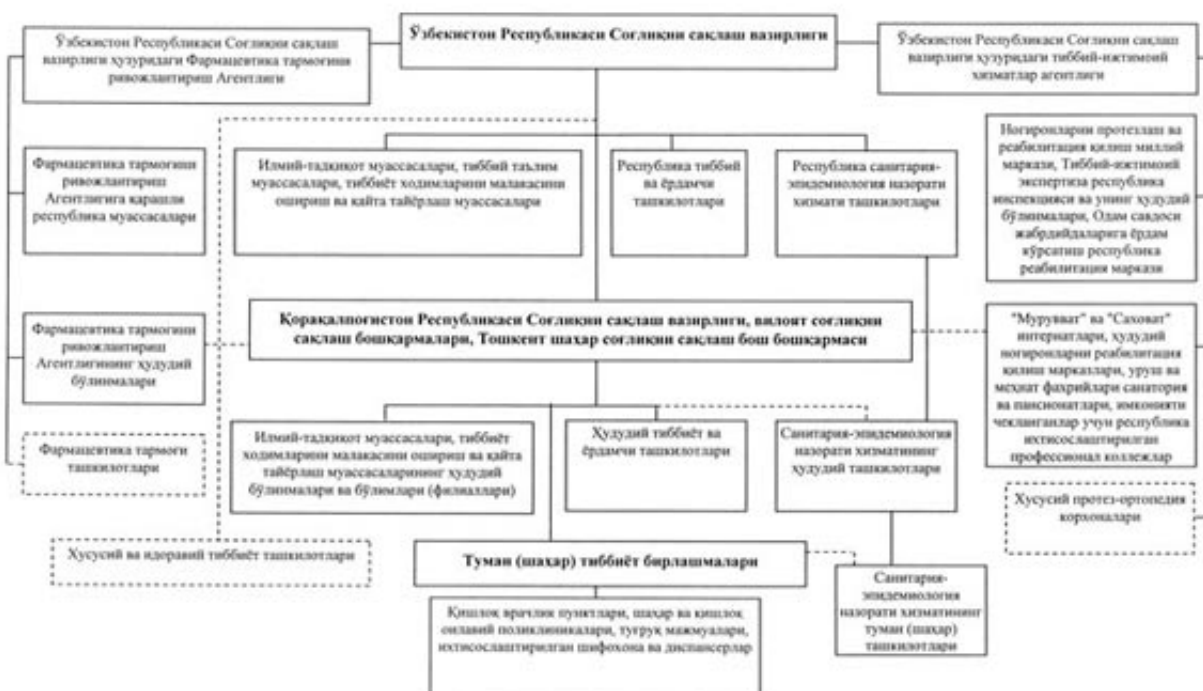 Ўзбекистон Республикаси Соғлиқни сақлаш
вазирлиги ҳузуридаги Фармацевтика тармоғини
ривожлантириш Агентлиги
Ўзбекистон Республикаси Соғлиқни сақлаш вазирлиги
Ўзбекистон Республикаси Соғлиқни сақлаш
вазирлиги ҳузуридаги тиббий-ижтимоий
хизматлар агентлиги
Фармацевтика тармоғини
ривожлантириш
Агентлигига қарашли
республика муассасалари
Илмий-тадқиқот муассасалари, тиббий таълим
муассасалари, тиббиёт ходимларини малакасини
ошириш ва қайта тайёрлаш муассасалари
Республика тиббий
ва ёрдамчи
ташкилотлари
Республика санитария-
эпидемиология назорати
хизмати ташкилотлари
Ногиронларни протезлаш ва
реабилитация қилиш миллий
маркази, Тиббий-ижтимоий
экспертиза республика
инспекцияси ва унинг ҳудудий
бўлинмалари, Одам савдоси
жабрдийдаларига ёрдам
кўрсатиш республика
реабилитация маркази
Фармацевтика тармоғини
ривожлантириш
Агентлигининг ҳудудий
бўлинмалари
Қорақалпоғистон Республикаси Соғлиқни сақлаш вазирлиги, вилоят соғлиқни
сақлаш бошқармалари, Тошкент шаҳар соғлиқни сақлаш бош бошқармаси
"Мурувват" ва "Саховат"
интернатлари, ҳудудий
ногиронларни реабилитация
қилиш марказлари, уруш ва
меҳнат фахрийлари санатория
ва пансионатлари, имконияти
чекланганлар учун республика
ихтисослаштирилган
профессионал коллежлар
Фармацевтика тармоғи
ташкилотлари
Илмий-тадқиқот муассасалари, тиббиёт
ходимларини малакасини ошириш ва қайта
тайёрлаш муассасаларининг ҳудудий
бўлинмалари ва бўлимлари (филиаллари)
Ҳудудий тиббиёт ва
ёрдамчи ташкилотлари
Санитария-эпидемиология
назорати хизматининг
ҳудудий ташкилотлари
Хусусий протез-ортопедия
корхоналари
Хусусий ва идоравий тиббиёт ташкилотлари
Туман (шаҳар) тиббиёт бирлашмалари
Санитария-
эпидемиология
назорати хизматининг
туман (шаҳар)
ташкилотлари
Қишлоқ врачлик пунктлари, шаҳар ва қишлоқ
оилавий поликлиникалари, туғруқ мажмуалари,
ихтисослаштирилган шифохона ва диспансерлар